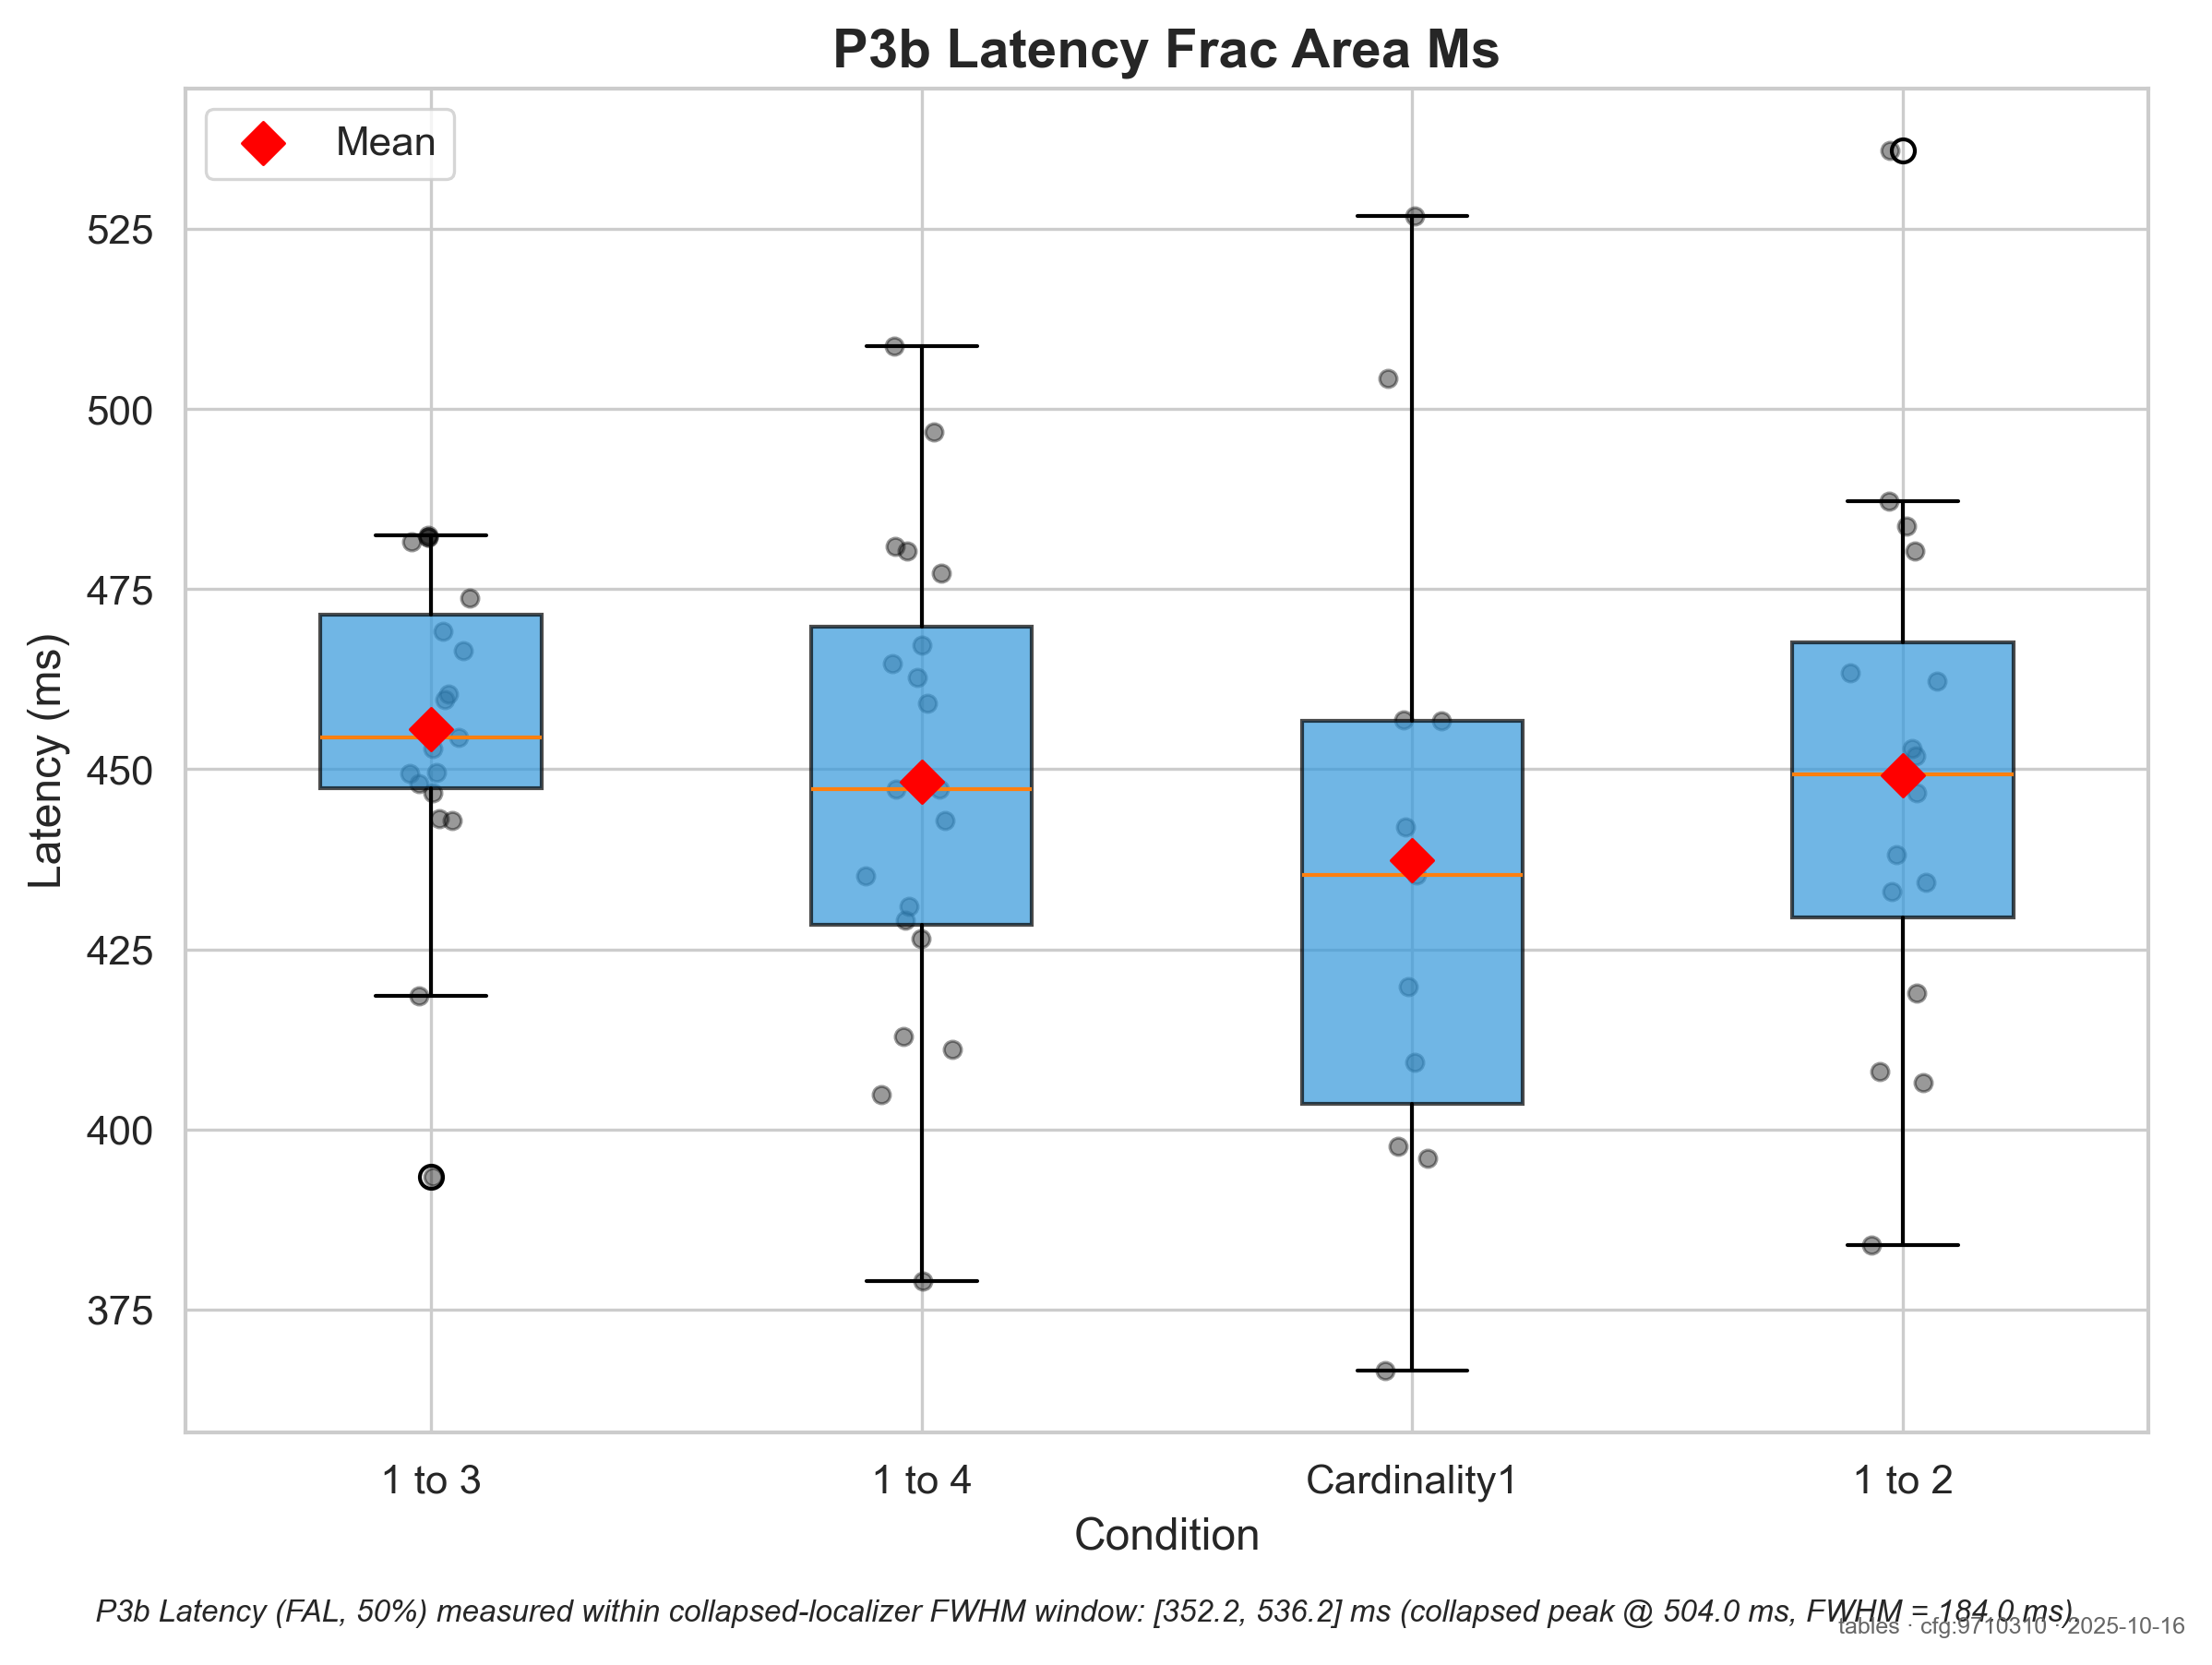 P3b Latency Frac Area Ms
Mean
Latency (ms)
525
500
475
450
425
400
375
1 to 3
1 to 4
Cardinality1
1 to 2
Condition
P3b Latency (FAL, 50%) measured within collapsed-localizer FWHM window: [352.2, 536.2] ms (collapsed peak @ 504.0 ms, FWHM = 184.0 ms).
tables · cfg:9710310 · 2025-10-16